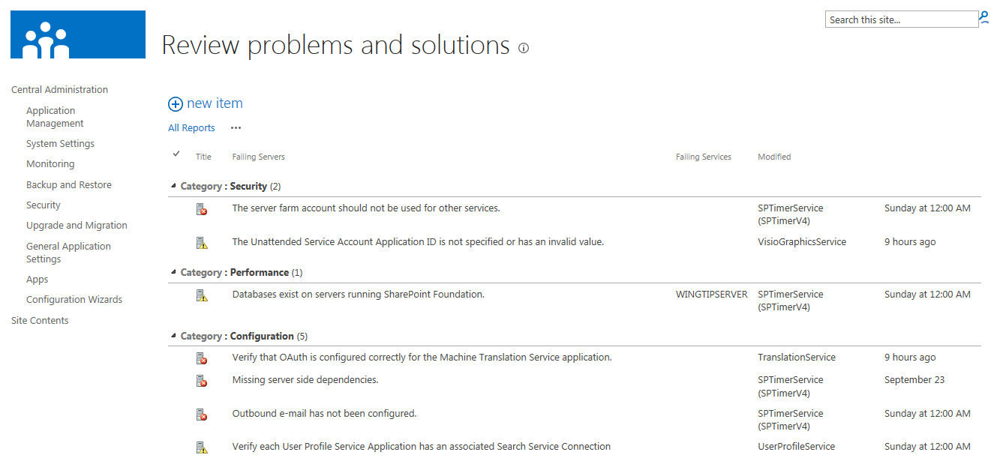 Search this site...
Review problems and solutions
Central Administration
Application
Management
System Settings
Monitoring
Backup and Restore
Security
Upgrade and Migration
General Application
Settings
Apps
Configuration Wizards
Site Contents
new item
All Reports ...
Title Failing Servers Failing Services Modified
Category : Security (2)
The server farm account should not be used for other services. SPTimerService Sunday at 12:00 AM
(SPTimerV4)
The Unattended Service Account Application ID is not specified or has an invalid value. VisioGraphicsService 9 hours ago
Category : Performance (1)
Databases exist on servers running SharePoint Foundation. WINGTIPSERVER SPTimerService Sunday at 12:00 AM
(SPTimerV4)
Category : Configuration (5)
Verify that OAuth is configured correctly for the Machine Translation Service application. TranslationService 9 hours ago
Missing server side dependencies. SPTimerService September 23
(SPTimerV4)
Outbound e-mail has not been configured. SPTimerService Sunday at 12:00 AM
(SPTimerV4)
Verify each User Profile Service Application has an associated Search Service Connection UserProfileService Sunday at 12:00 AM